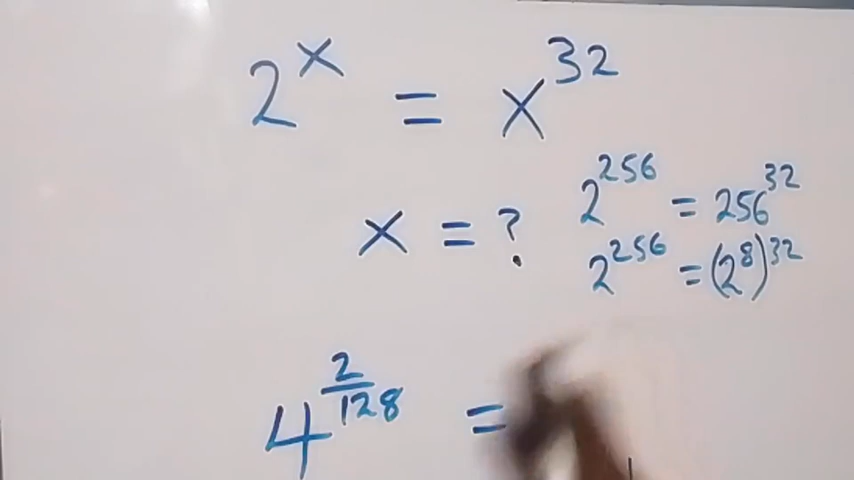 2^x = x^32
x = ?
2^256 = 256^32
2^256 = (2^8)^32
4^(2/128) =